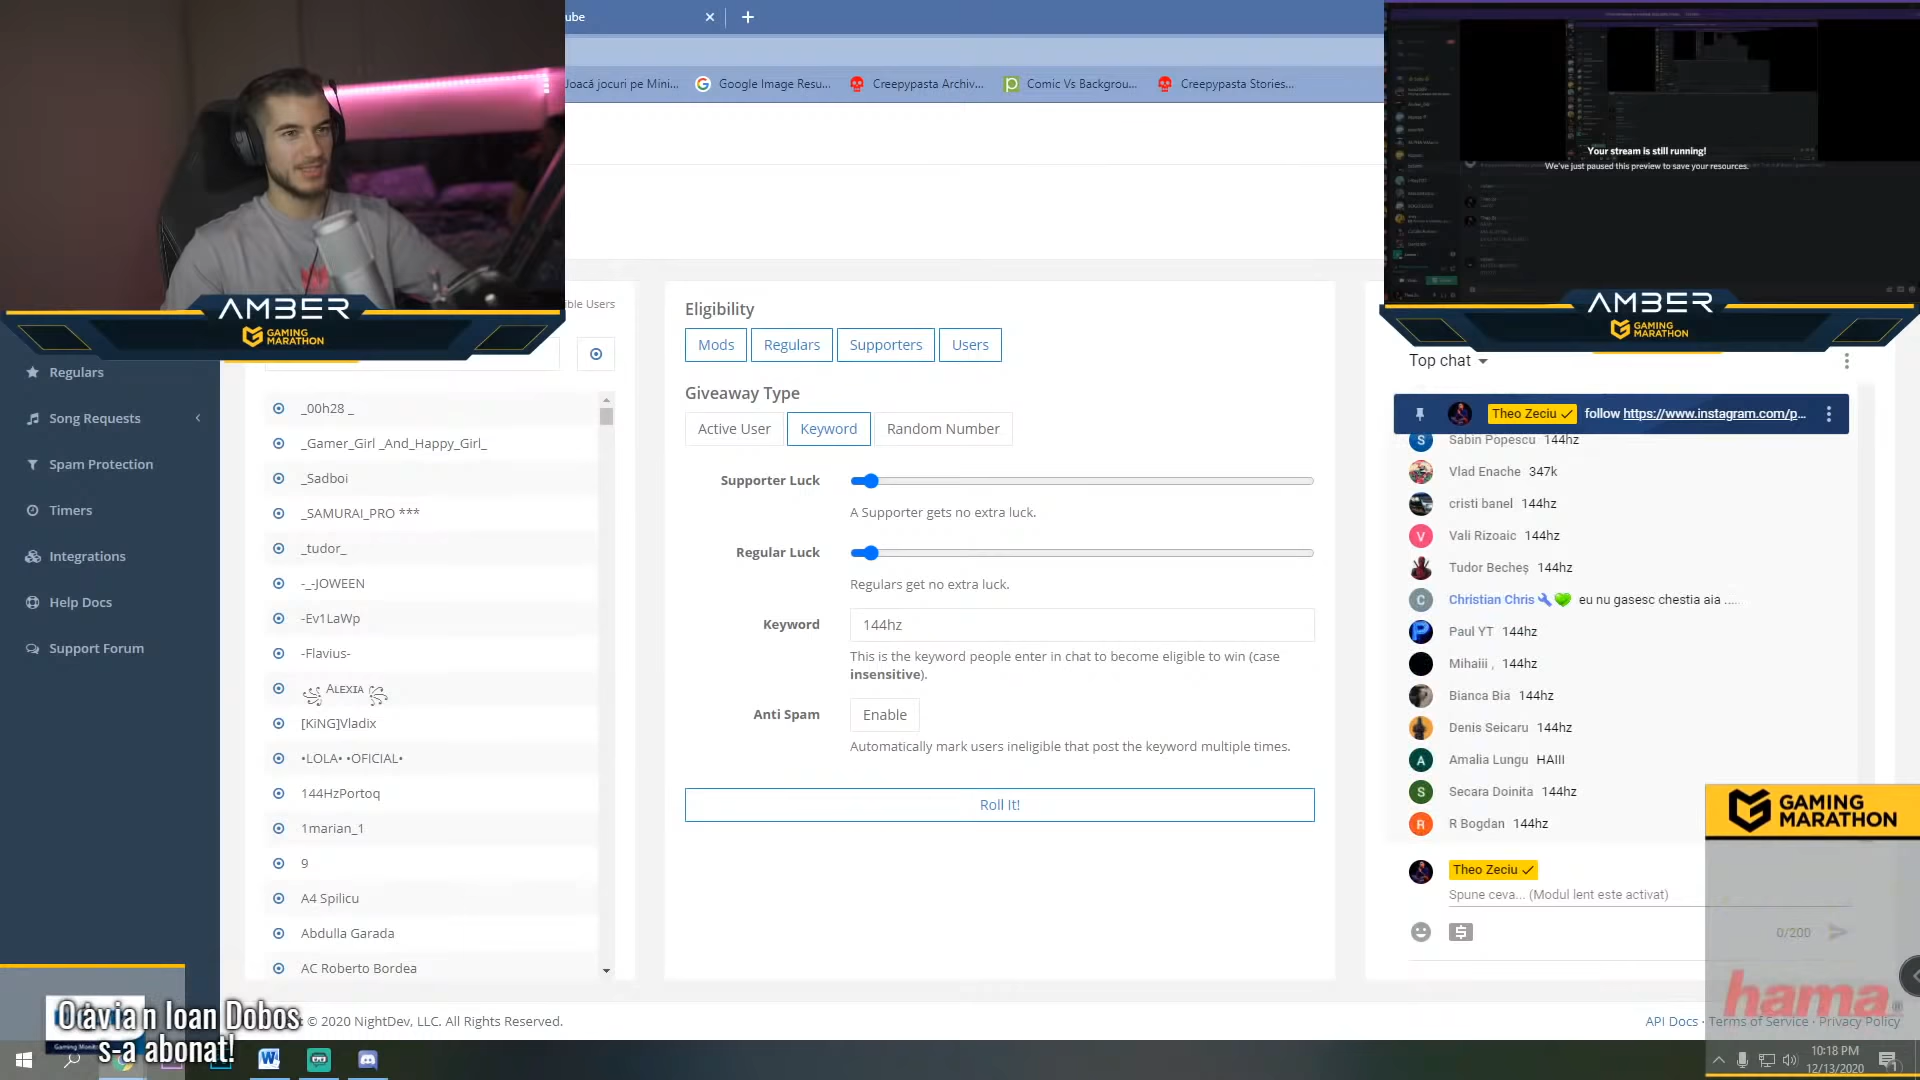 ube
Joacă jocuri pe Mini...
Google Image Resu...
Creepypasta Archiv...
Comic Vs Backgrou...
Creepypasta Stories...
Your stream is still running!
We've just paused this preview to save your resources.
AMBER
GAMING
MARATHON
AMBER
GAMING
MARATHON
Regulars
Song Requests
Spam Protection
Timers
Integrations
Help Docs
Support Forum
ible Users
_00h28 _
_Gamer_Girl _And_Happy_Girl_
_Sadboi
_SAMURAI_PRO ***
_tudor_
-_-JOWEEN
-Ev1LaWp
-Flavius-
꧁ Aʟᴇxɪᴀ ꧂
[KiNG]Vladix
•LOLA• •OFICIAL•
144HzPortoq
1marian_1
9
A4 Spilicu
Abdulla Garada
AC Roberto Bordea
Eligibility
Mods
Regulars
Supporters
Users
Giveaway Type
Active User
Keyword
Random Number
Supporter Luck
A Supporter gets no extra luck.
Regular Luck
Regulars get no extra luck.
Keyword
144hz
This is the keyword people enter in chat to become eligible to win (case
insensitive).
Anti Spam
Enable
Automatically mark users ineligible that post the keyword multiple times.
Roll It!
Top chat
Theo Zeciu follow https://www.instagram.com/p...
Sabin Popescu 144hz
Vlad Enache 347k
cristi banel 144hz
Vali Rizoaic 144hz
Tudor Becheș 144hz
Christian Chris eu nu gasesc chestia aia .....
Paul YT 144hz
Mihaiii , 144hz
Bianca Bia 144hz
Denis Seicaru 144hz
Amalia Lungu HAIII
Secara Doinita 144hz
R Bogdan 144hz
Theo Zeciu
Spune ceva... (Modul lent este activat)
0/200
GAMING
MARATHON
hama
Otavian Ioan Dobos
s-a abonat!
© 2020 NightDev, LLC. All Rights Reserved.
API Docs · Terms of Service · Privacy Policy
10:18 PM
12/13/2020